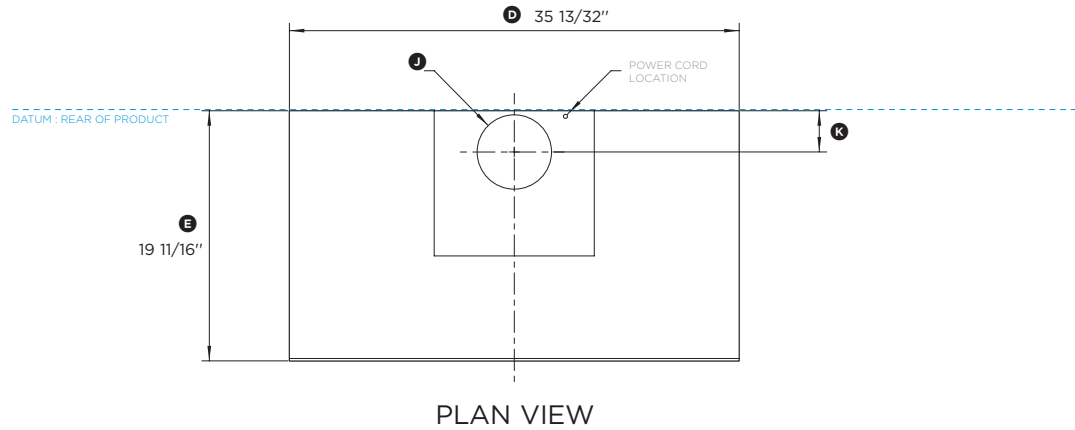 D 35 13/32"
J
POWER CORD
LOCATION
DATUM : REAR OF PRODUCT
K
E
19 11/16"
PLAN VIEW